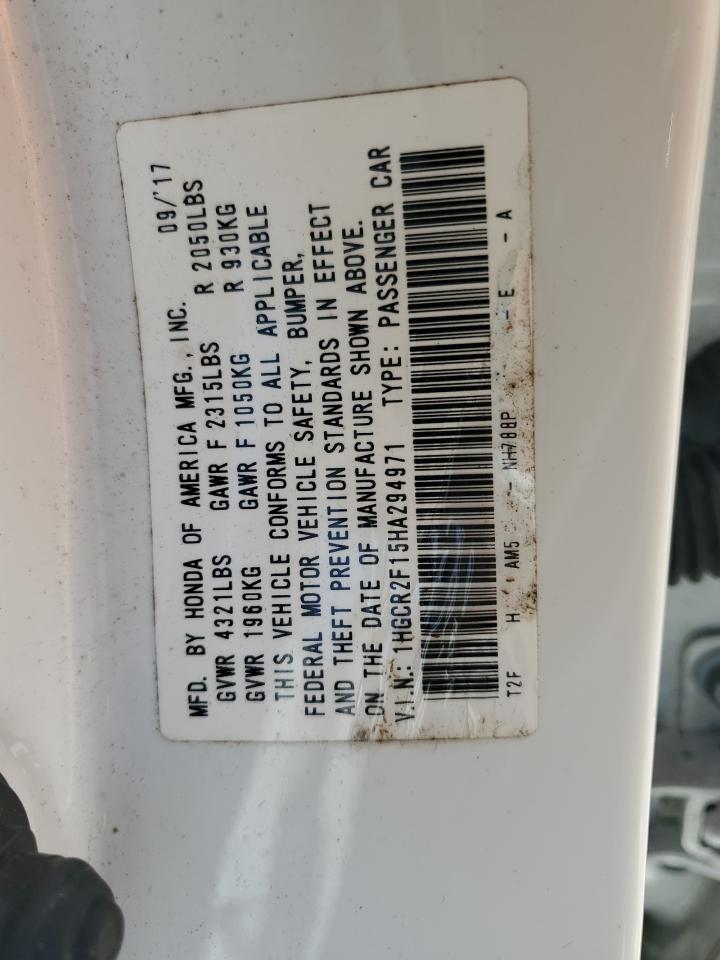 MFD. BY HONDA OF AMERICA MFG., INC. 09/'17
GVWR 4321LBS GAWR F 2315LBS R 2050LBS
GVWR 1960KG GAWR F 1050KG R 930KG
THIS VEHICLE CONFORMS TO ALL APPLICABLE
FEDERAL MOTOR VEHICLE SAFETY, BUMPER,
AND THEFT PREVENTION STANDARDS IN EFFECT
ON THE DATE OF MANUFACTURE SHOWN ABOVE.
V.I.N.: 1HGCR2F15HA294971 TYPE: PASSENGER CAR
T2F H AM5 - NH788P - E - A